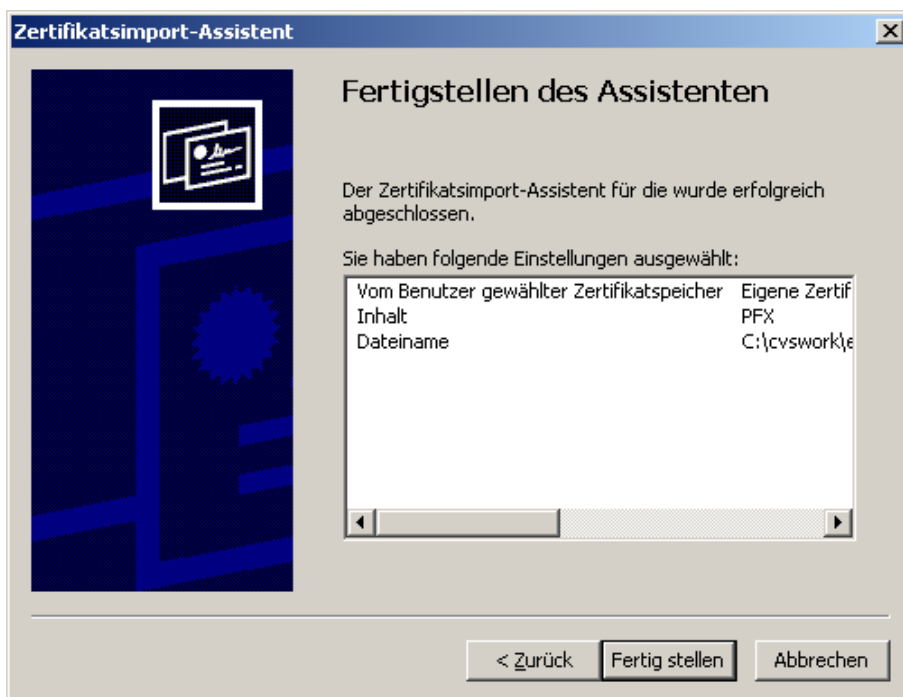 Zertifikatsimport-Assistent
Fertigstellen des Assistenten
Der Zertifikatsimport-Assistent für die wurde erfolgreich
abgeschlossen.
Sie haben folgende Einstellungen ausgewählt:
Vom Benutzer gewählter Zertifikatspeicher Eigene Zertif
Inhalt PFX
Dateiname C:\cvswork\e
< Zurück Fertig stellen Abbrechen